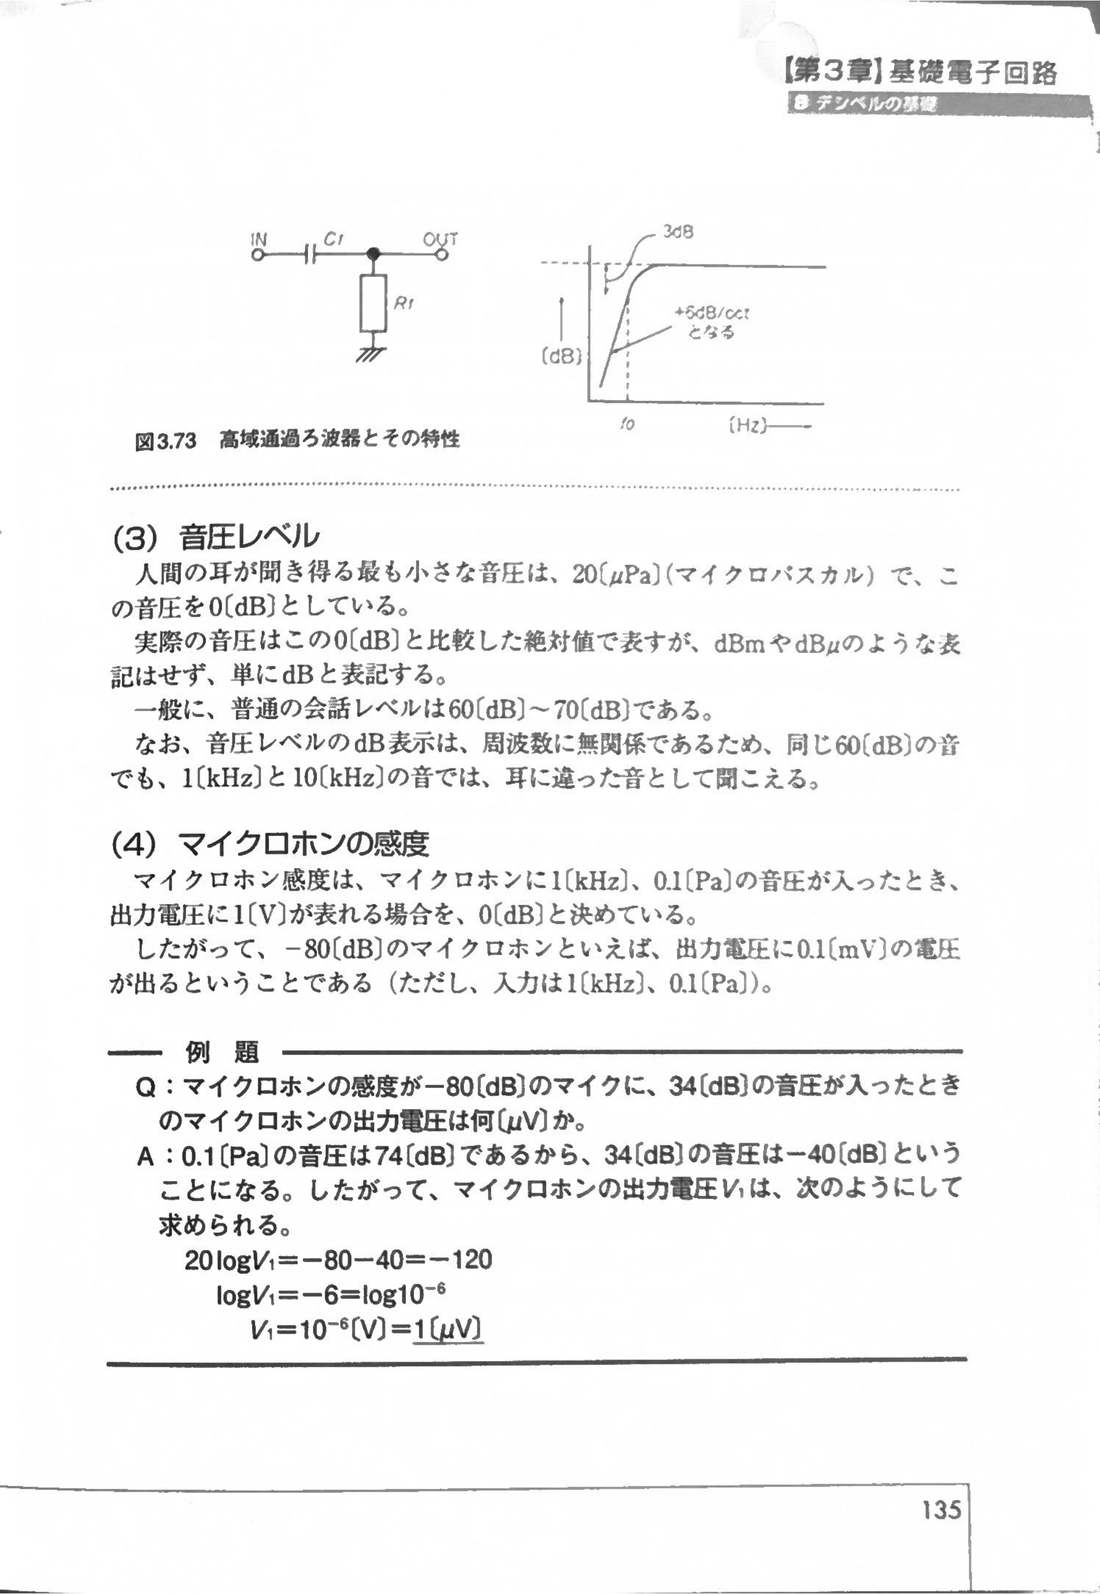 【第3章】基礎電子回路
8 デシベルの基礎
IN
C1
OUT
R1
3dB
+6dB/oct
となる
〔dB〕
fo
〔Hz〕
図3.73 高域通過ろ波器とその特性
(3) 音圧レベル
人間の耳が聞き得る最も小さな音圧は、20〔μPa〕(マイクロパスカル) で、こ
の音圧を0〔dB〕としている。
実際の音圧はこの0〔dB〕と比較した絶対値で表すが、dBmやdBμのような表
記はせず、単にdBと表記する。
一般に、普通の会話レベルは60〔dB〕～70〔dB〕である。
なお、音圧レベルのdB表示は、周波数に無関係であるため、同じ60〔dB〕の音
でも、1〔kHz〕と10〔kHz〕の音では、耳に違った音として聞こえる。
(4) マイクロホンの感度
マイクロホン感度は、マイクロホンに1〔kHz〕、0.1〔Pa〕の音圧が入ったとき、
出力電圧に1〔V〕が表れる場合を、0〔dB〕と決めている。
したがって、−80〔dB〕のマイクロホンといえば、出力電圧に0.1〔mV〕の電圧
が出るということである (ただし、入力は1〔kHz〕、0.1〔Pa〕)。
例 題
Q：マイクロホンの感度が−80〔dB〕のマイクに、34〔dB〕の音圧が入ったとき
のマイクロホンの出力電圧は何〔μV〕か。
A：0.1〔Pa〕の音圧は74〔dB〕であるから、34〔dB〕の音圧は−40〔dB〕という
ことになる。したがって、マイクロホンの出力電圧V₁は、次のようにして
求められる。
20logV₁＝−80−40＝−120
logV₁＝−6＝log10⁻⁶
V₁＝10⁻⁶〔V〕＝1〔μV〕
135